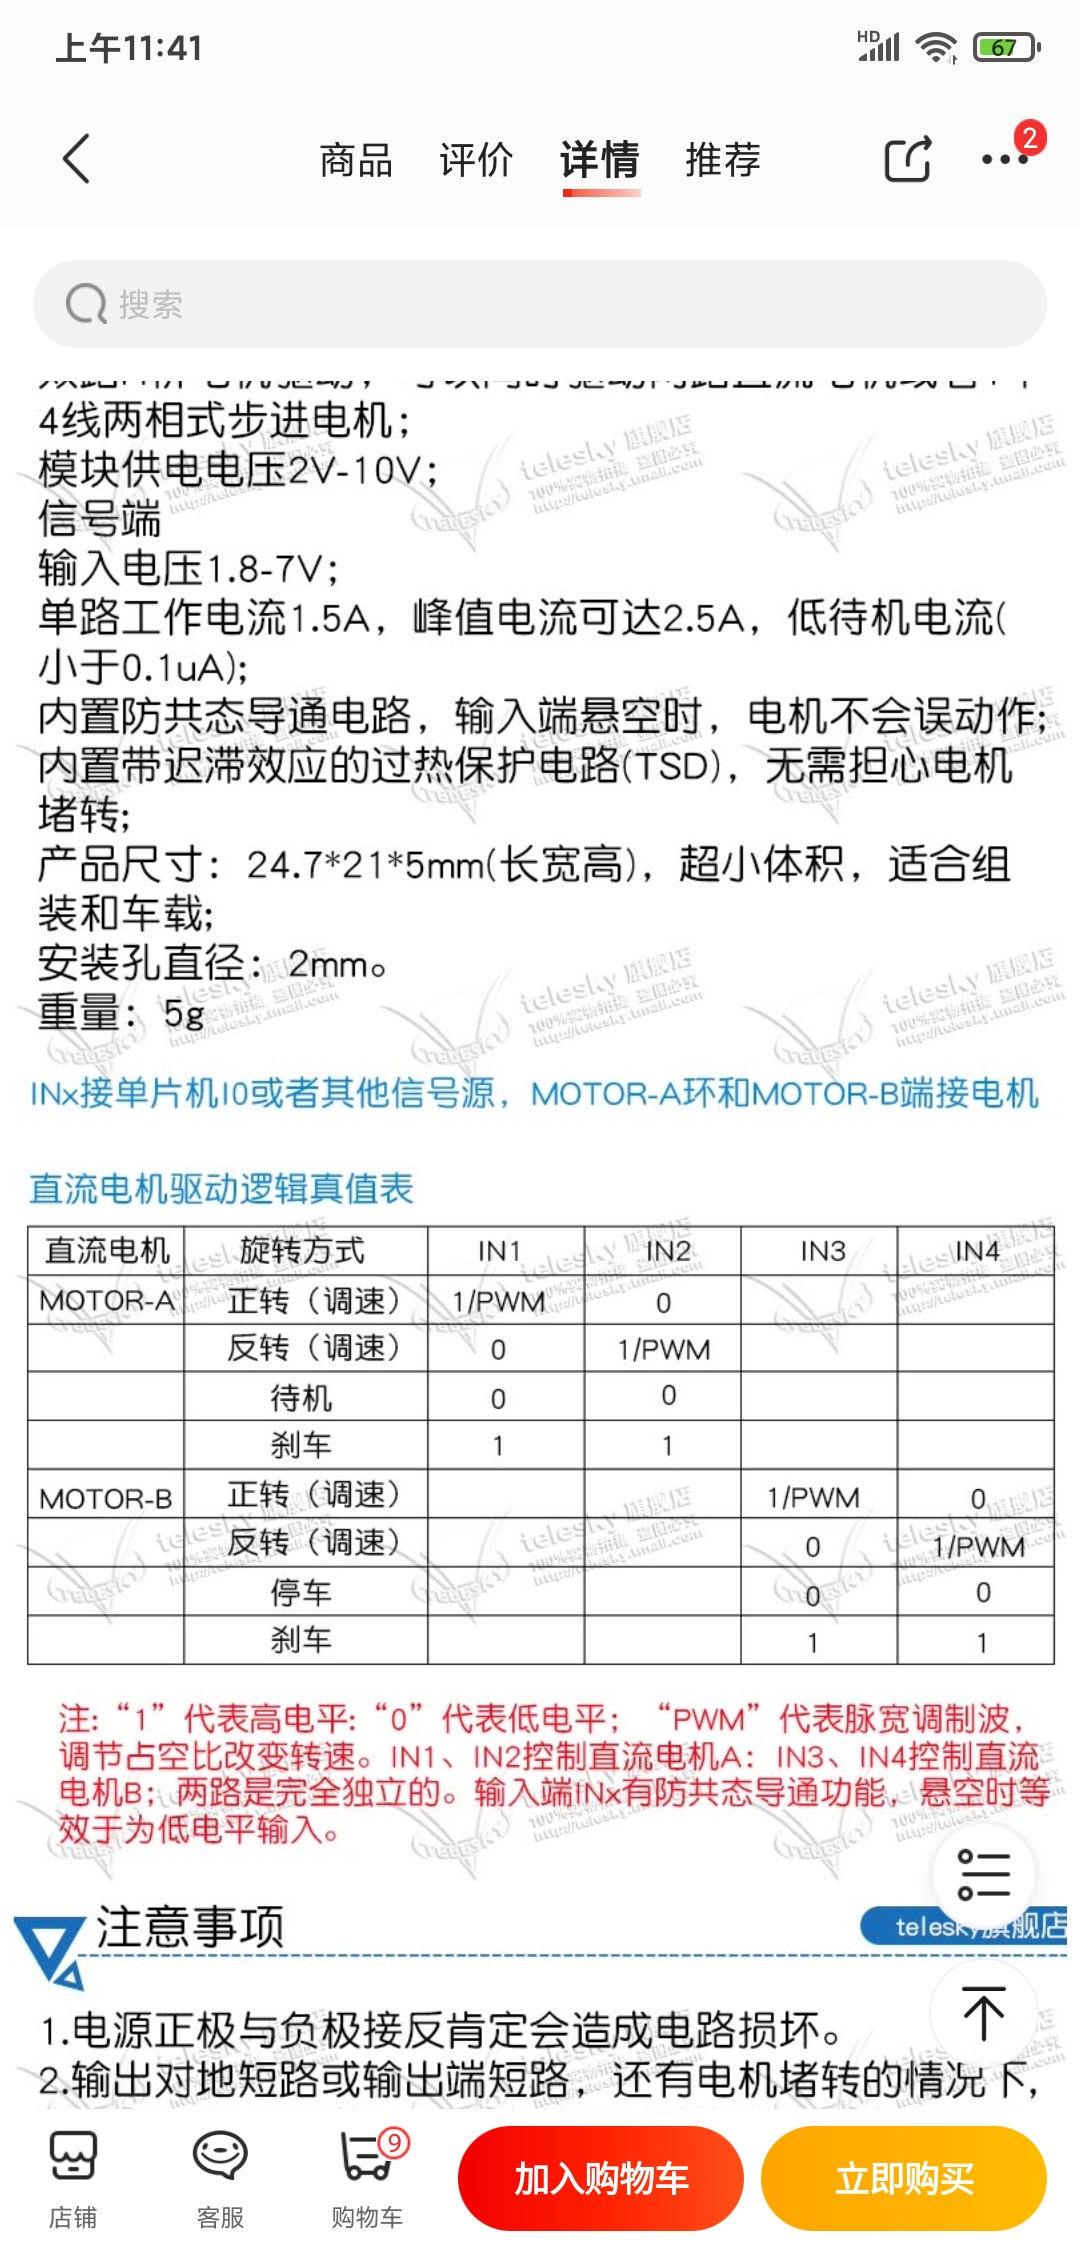 上午11:41
HD
67
商品 评价 详情 推荐
2
搜索
4线两相式步进电机；
模块供电电压2V-10V；
信号端
输入电压1.8-7V；
单路工作电流1.5A，峰值电流可达2.5A，低待机电流(
小于0.1uA)；
内置防共态导通电路，输入端悬空时，电机不会误动作；
内置带迟滞效应的过热保护电路(TSD)，无需担心电机
堵转；
产品尺寸：24.7*21*5mm(长宽高)，超小体积，适合组
装和车载；
安装孔直径：2mm。
重量：5g
INx接单片机IO或者其他信号源，MOTOR-A环和MOTOR-B端接电机
直流电机驱动逻辑真值表
直流电机 旋转方式 IN1 IN2 IN3 IN4
MOTOR-A 正转（调速） 1/PWM 0
反转（调速） 0 1/PWM
待机 0 0
刹车 1 1
MOTOR-B 正转（调速） 1/PWM 0
反转（调速） 0 1/PWM
停车 0 0
刹车 1 1
注：“1”代表高电平：“0”代表低电平；“PWM”代表脉宽调制波，
调节占空比改变转速。IN1、IN2控制直流电机A：IN3、IN4控制直流
电机B；两路是完全独立的。输入端INx有防共态导通功能，悬空时等
效于为低电平输入。
注意事项
telesky旗舰店
1.电源正极与负极接反肯定会造成电路损坏。
2.输出对地短路或输出端短路，还有电机堵转的情况下，
9
店铺 客服 购物车 加入购物车 立即购买